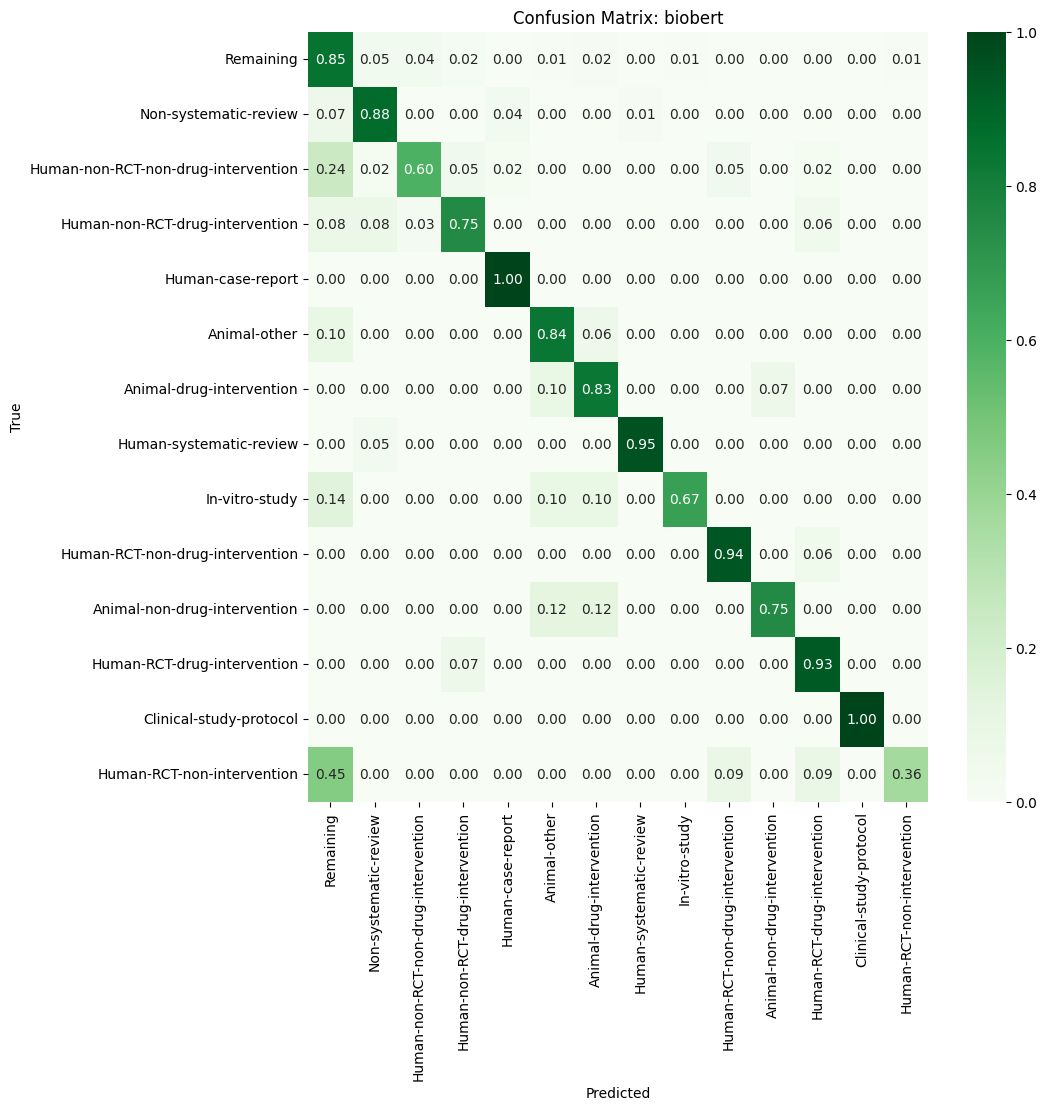 Confusion Matrix: biobert
Remaining 0.85 0.05 0.04 0.02 0.00 0.01 0.02 0.00 0.01 0.00 0.00 0.00 0.00 0.01
Non-systematic-review 0.07 0.88 0.00 0.00 0.04 0.00 0.00 0.01 0.00 0.00 0.00 0.00 0.00 0.00
Human-non-RCT-non-drug-intervention 0.24 0.02 0.60 0.05 0.02 0.00 0.00 0.00 0.00 0.05 0.00 0.02 0.00 0.00
Human-non-RCT-drug-intervention 0.08 0.08 0.03 0.75 0.00 0.00 0.00 0.00 0.00 0.00 0.00 0.06 0.00 0.00
Human-case-report 0.00 0.00 0.00 0.00 1.00 0.00 0.00 0.00 0.00 0.00 0.00 0.00 0.00 0.00
Animal-other 0.10 0.00 0.00 0.00 0.00 0.84 0.06 0.00 0.00 0.00 0.00 0.00 0.00 0.00
Animal-drug-intervention 0.00 0.00 0.00 0.00 0.00 0.10 0.83 0.00 0.00 0.00 0.07 0.00 0.00 0.00
Human-systematic-review 0.00 0.05 0.00 0.00 0.00 0.00 0.00 0.95 0.00 0.00 0.00 0.00 0.00 0.00
In-vitro-study 0.14 0.00 0.00 0.00 0.00 0.10 0.10 0.00 0.67 0.00 0.00 0.00 0.00 0.00
Human-RCT-non-drug-intervention 0.00 0.00 0.00 0.00 0.00 0.00 0.00 0.00 0.00 0.94 0.00 0.06 0.00 0.00
Animal-non-drug-intervention 0.00 0.00 0.00 0.00 0.00 0.12 0.12 0.00 0.00 0.00 0.75 0.00 0.00 0.00
Human-RCT-drug-intervention 0.00 0.00 0.00 0.07 0.00 0.00 0.00 0.00 0.00 0.00 0.00 0.93 0.00 0.00
Clinical-study-protocol 0.00 0.00 0.00 0.00 0.00 0.00 0.00 0.00 0.00 0.00 0.00 0.00 1.00 0.00
Human-RCT-non-intervention 0.45 0.00 0.00 0.00 0.00 0.00 0.00 0.00 0.00 0.09 0.00 0.09 0.00 0.36
True
Remaining
Non-systematic-review
Human-non-RCT-non-drug-intervention
Human-non-RCT-drug-intervention
Human-case-report
Animal-other
Animal-drug-intervention
Human-systematic-review
In-vitro-study
Human-RCT-non-drug-intervention
Animal-non-drug-intervention
Human-RCT-drug-intervention
Clinical-study-protocol
Human-RCT-non-intervention
Predicted
1.0
0.8
0.6
0.4
0.2
0.0